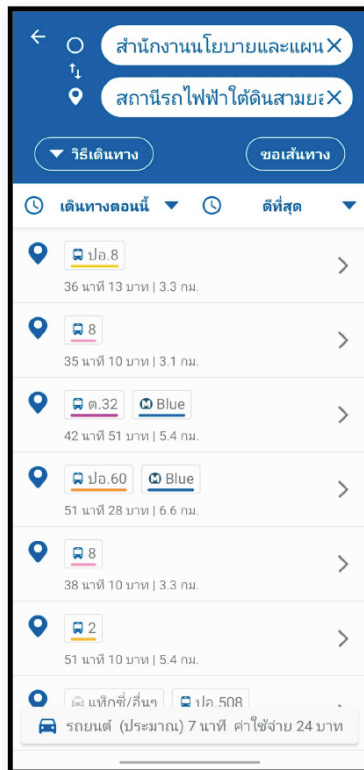 สำนักงานนโยบายและแผน
สถานีรถไฟฟ้าใต้ดินสามย
วิธีเดินทาง ขอเส้นทาง
เดินทางตอนนี้ ดีที่สุด
ปอ.8
36 นาที 13 บาท | 3.3 กม.
8
35 นาที 10 บาท | 3.1 กม.
ต.32 Blue
42 นาที 51 บาท | 5.4 กม.
ปอ.60 Blue
51 นาที 28 บาท | 6.6 กม.
8
38 นาที 10 บาท | 3.3 กม.
2
51 นาที 10 บาท | 5.4 กม.
แท็กซี่/อื่นๆ ปอ.508
รถยนต์ (ประมาณ) 7 นาที ค่าใช้จ่าย 24 บาท